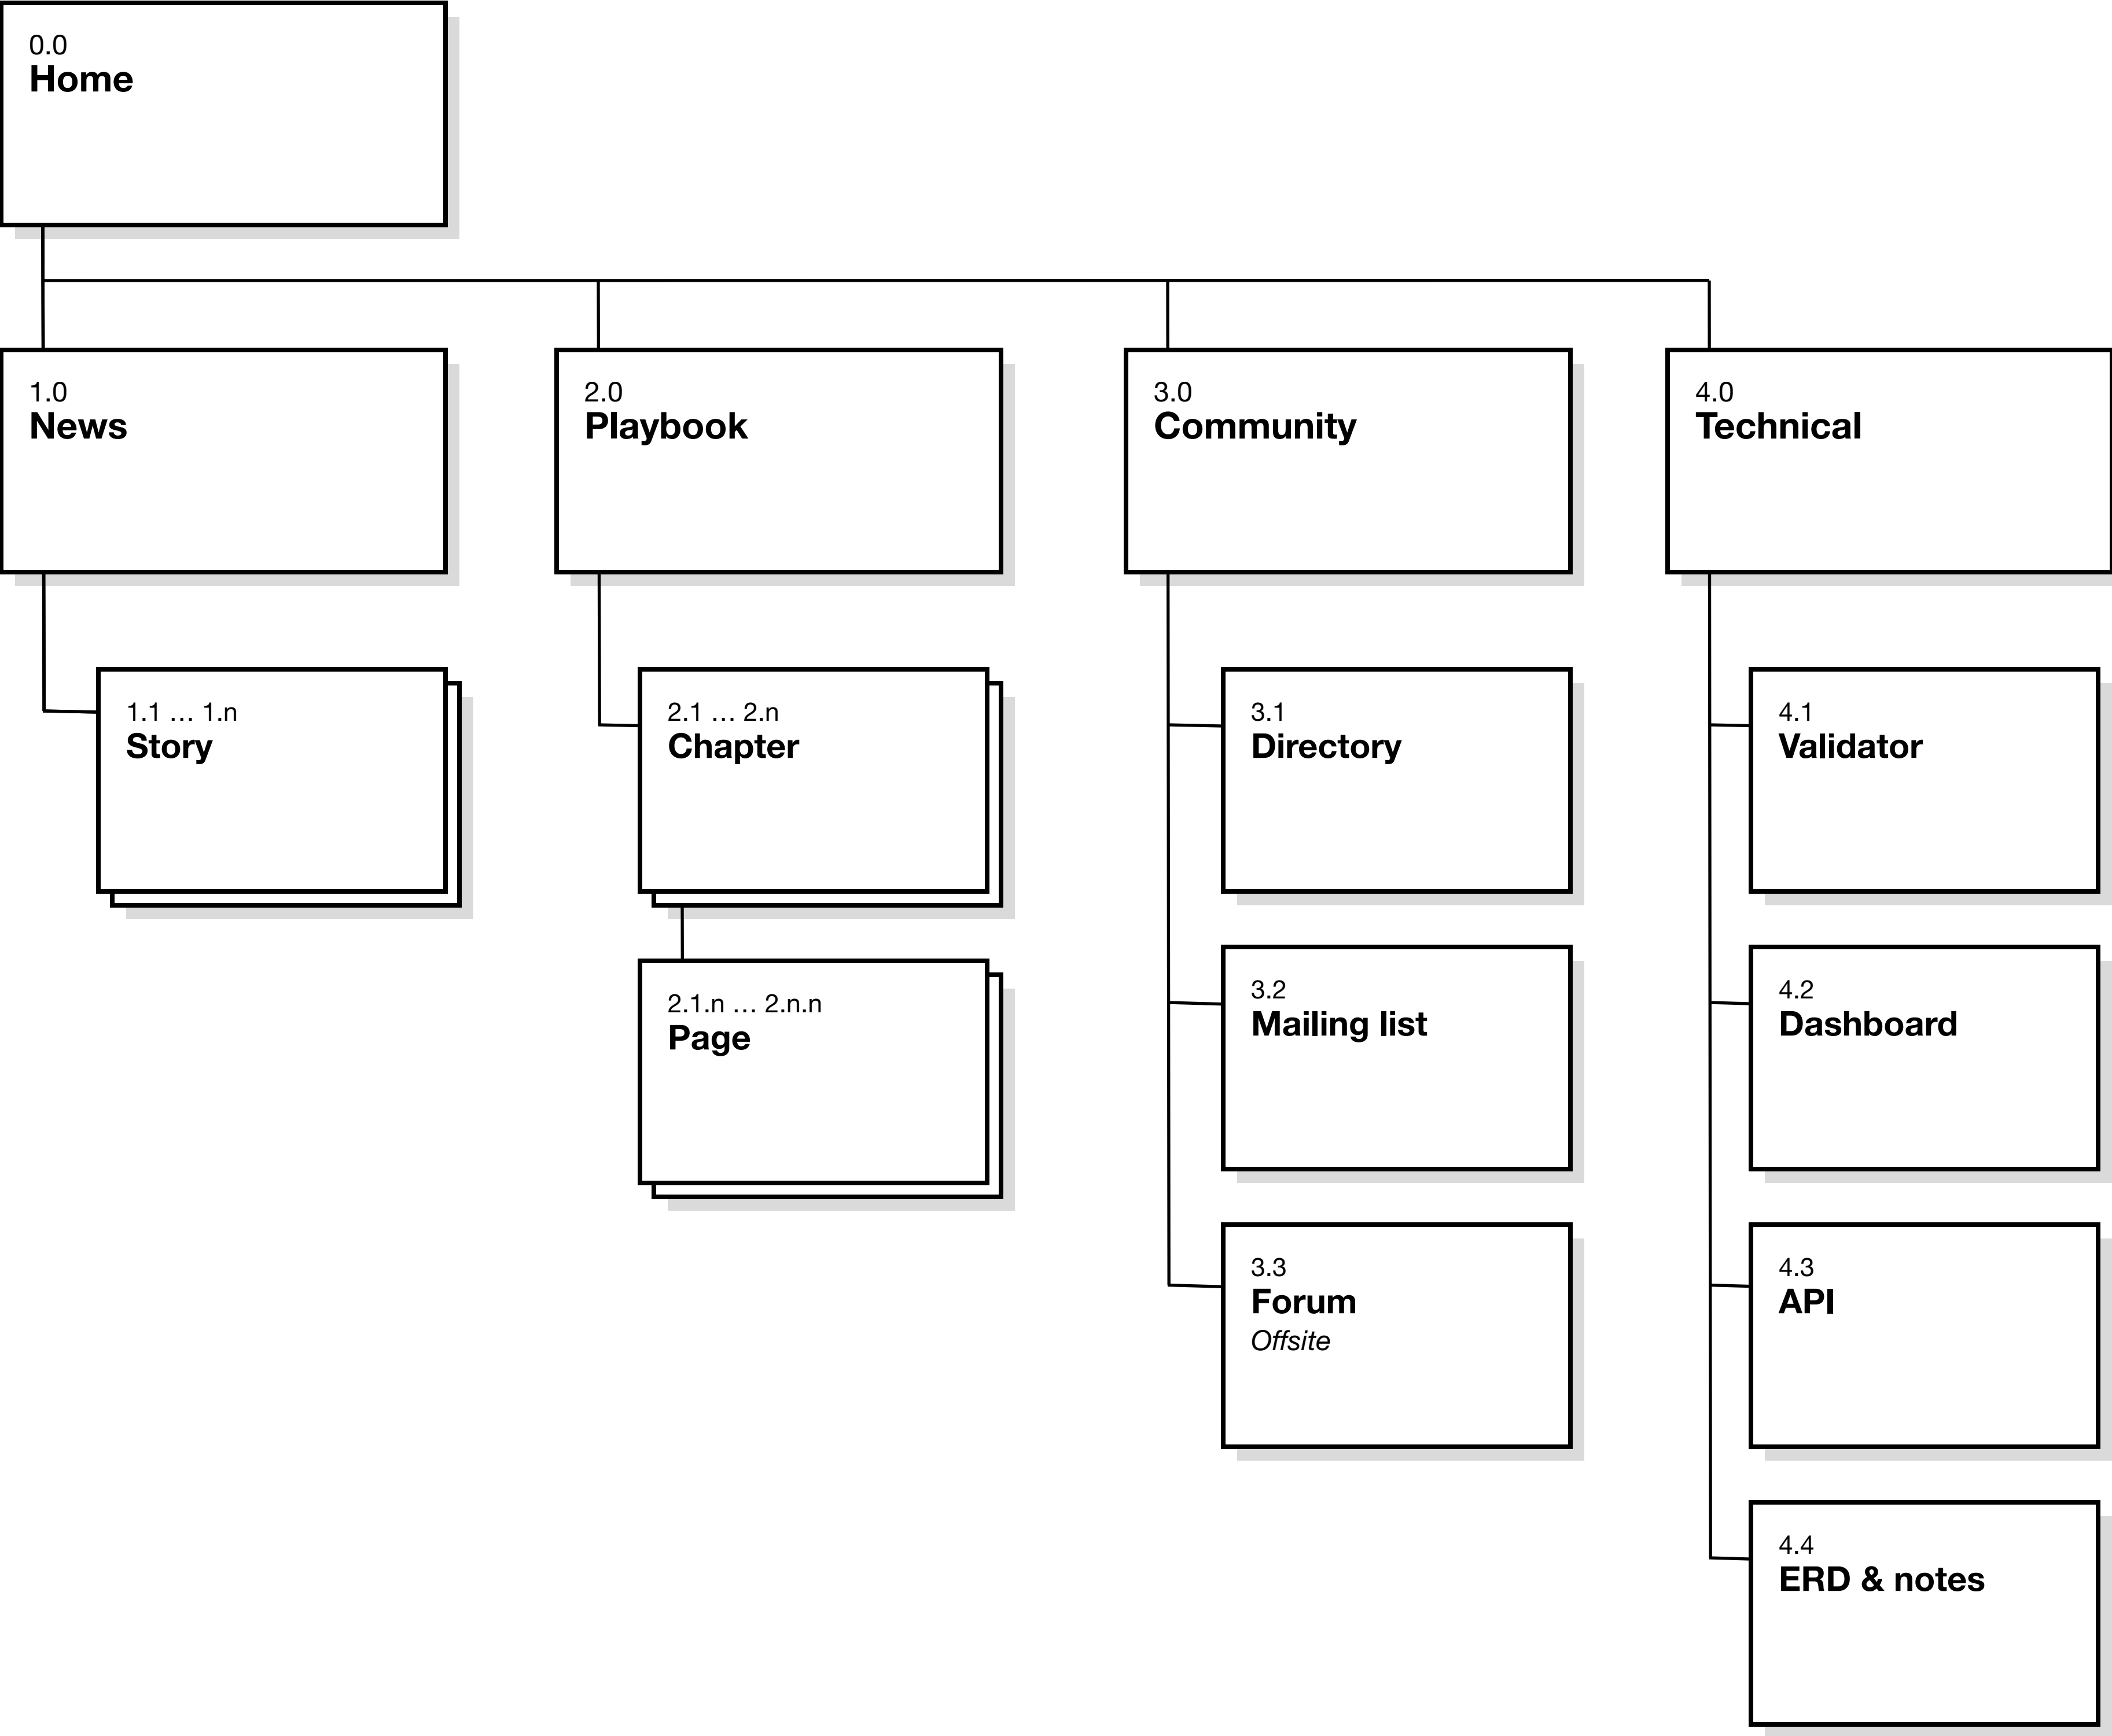 0.0
Home
1.0
News
2.0
Playbook
3.0
Community
4.0
Technical
1.1 ... 1.n
Story
2.1 ... 2.n
Chapter
2.1.n ... 2.n.n
Page
3.1
Directory
3.2
Mailing list
3.3
Forum
Offsite
4.1
Validator
4.2
Dashboard
4.3
API
4.4
ERD & notes